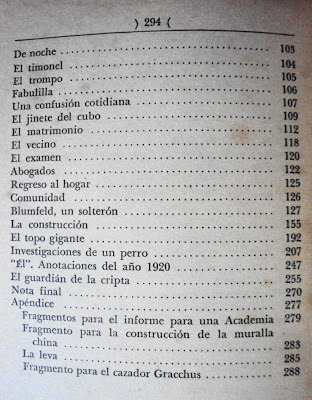 ) 294 (
De noche 103
El timonel 104
El trompo 105
Fabulilla 106
Una confusión cotidiana 107
El jinete del cubo 109
El matrimonio 112
El vecino 118
El examen 120
Abogados 122
Regreso al hogar 125
Comunidad 126
Blumfeld, un solterón 127
La construcción 155
El topo gigante 192
Investigaciones de un perro 207
"Él". Anotaciones del año 1920 247
El guardián de la cripta 255
Nota final 270
Apéndice 277
Fragmentos para el informe para una Academia 279
Fragmento para la construcción de la muralla
china 283
La leva 285
Fragmento para el cazador Gracchus 288